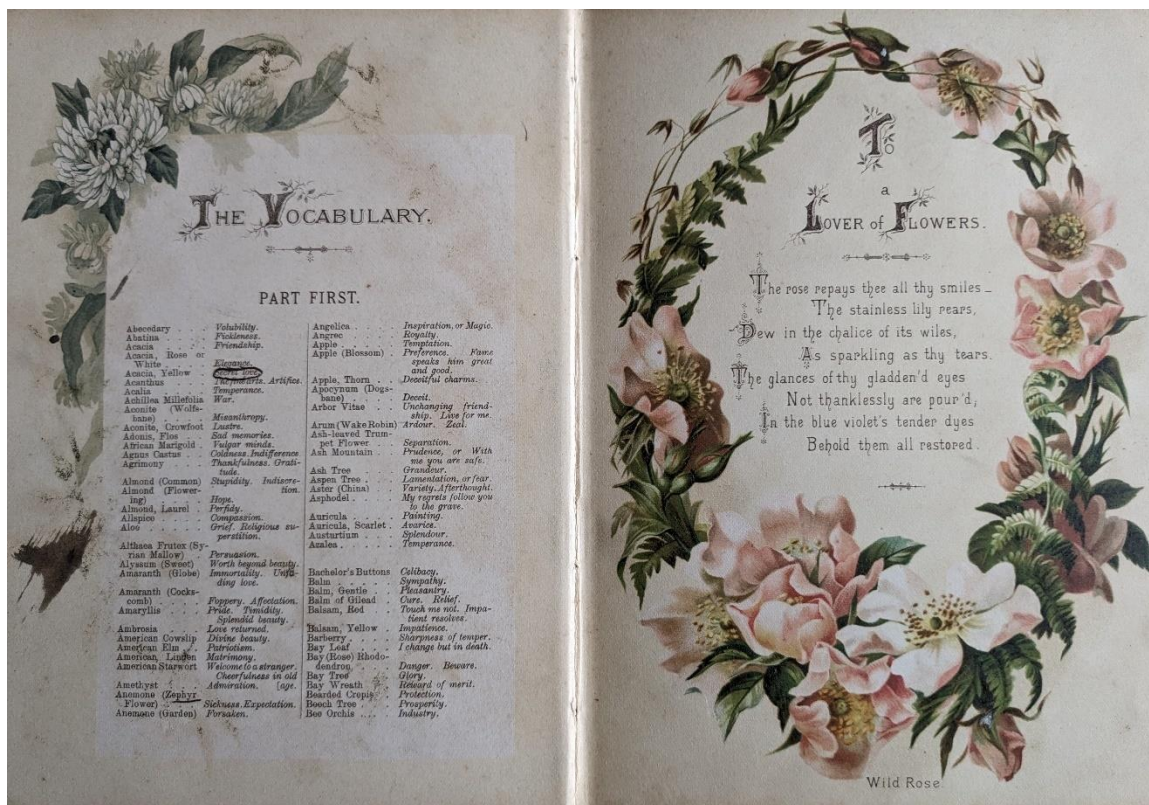 THE VOCABULARY.
PART FIRST.
Abecedary . . . Volubility.
Abatina . . . . Fickleness.
Acacia . . . . Friendship.
Acacia, Rose or
White . . . . Elegance.
Acacia, Yellow . Secret love.
Acanthus . . . The fine arts. Artifice.
Acalia . . . . Temperance.
Achillea Millefolia War.
Aconite (Wolfs-
bane) . . . . Misanthropy.
Aconite, Crowfoot Lustre.
Adonis, Flos . Sad memories.
African Marigold . Vulgar minds.
Agnus Castus . Coldness. Indifference
Agrimony . . . Thankfulness. Grati-
tude.
Almond (Common) Stupidity. Indiscre-
tion.
Almond (Flower-
ing) . . . . Hope.
Almond, Laurel . Perfidy.
Allspice . . . Compassion.
Aloe . . . . Grief. Religious su-
perstition.
Althaea Frutex (Sy-
rian Mallow) . Persuasion.
Alyssum (Sweet) Worth beyond beauty.
Amaranth (Globe) Immortality. Unfa-
ding love.
Amaranth (Cocks-
comb) . . . . Foppery. Affectation.
Amaryllis . . . Pride. Timidity.
Splendid beauty.
Ambrosia . . . Love returned.
American Cowslip Divine beauty.
American Elm . Patriotism.
American Linden Matrimony.
American Starwort Welcome to a stranger.
Cheerfulness in old
Amethyst . . . Admiration. [age.
Anemone (Zephyr
Flower) . . . Sickness. Expectation.
Anemone (Garden) Forsaken.
Angelica . . . . Inspiration, or Magic.
Angrec . . . . Royalty.
Apple . . . . . Temptation.
Apple (Blossom) . Preference. Fame
speaks him great
and good.
Apple, Thorn . . Deceitful charms.
Apocynum (Dogs-
bane) . . . . Deceit.
Arbor Vitae . . . Unchanging friend-
ship. Live for me.
Arum (Wake Robin) Ardour. Zeal.
Ash-leaved Trum-
pet Flower . . Separation.
Ash Mountain . . Prudence, or With
me you are safe.
Ash Tree . . . Grandeur.
Aspen Tree . . . Lamentation, or fear.
Aster (China) . . Variety. Afterthought.
Asphodel . . . . My regrets follow you
to the grave.
Auricula . . . . Painting.
Auricula, Scarlet . Avarice.
Austurtium . . . Splendour.
Azalea . . . . . Temperance.
Bachelor's Buttons Celibacy.
Balm . . . . . Sympathy.
Balm, Gentle . . Pleasantry.
Balm of Gilead . Cure. Relief.
Balsam, Red . . Touch me not. Impa-
tient resolves.
Balsam, Yellow . Impatience.
Barberry . . . . Sharpness of temper.
Bay Leaf . . . . I change but in death.
Bay (Rose) Rhodo-
dendron . . . Danger. Beware.
Bay Tree . . . Glory.
Bay Wreath . . Reward of merit.
Bearded Crepis . Protection.
Beech Tree . . . Prosperity.
Bee Orchis . . . . Industry.
To
a
LOVER of FLOWERS.
The rose repays thee all thy smiles _
The stainless lily rears,
Dew in the chalice of its wiles,
As sparkling as thy tears.
The glances of thy gladden'd eyes
Not thanklessly are pour'd;
In the blue violet's tender dyes
Behold them all restored.
Wild Rose.